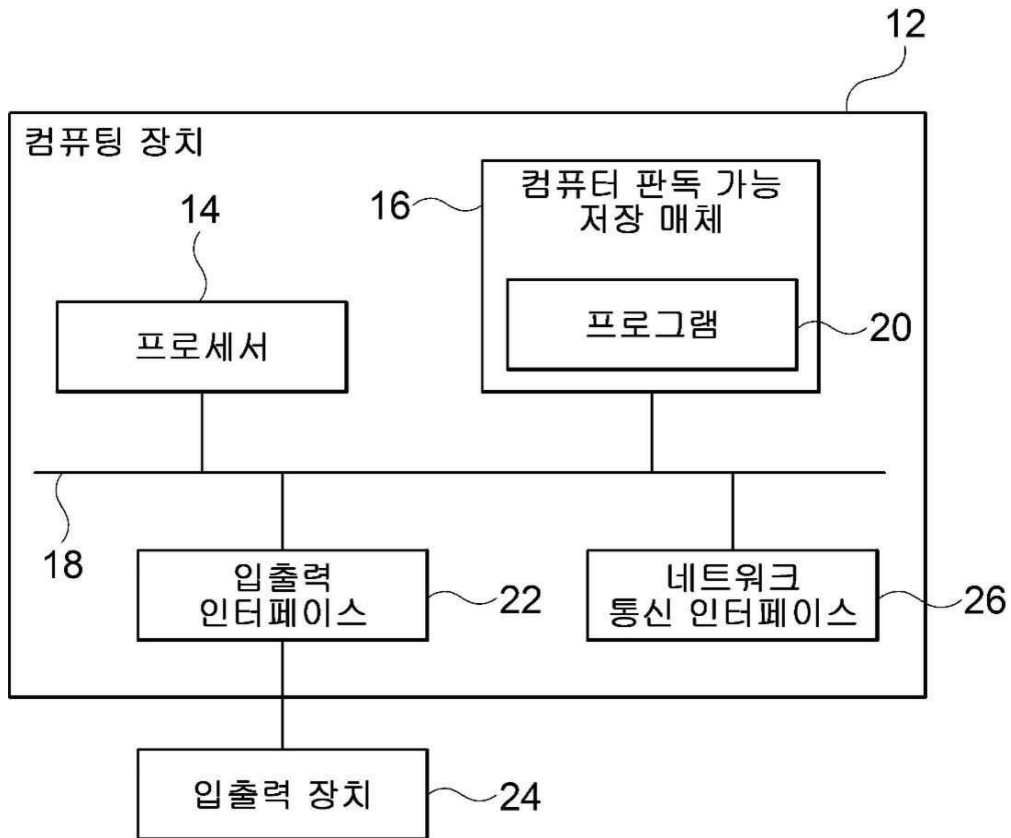 12
컴퓨팅 장치
14
16
컴퓨터 판독 가능
저장 매체
프로세서
프로그램
20
18
입출력
인터페이스
22
네트워크
통신 인터페이스
26
입출력 장치
24